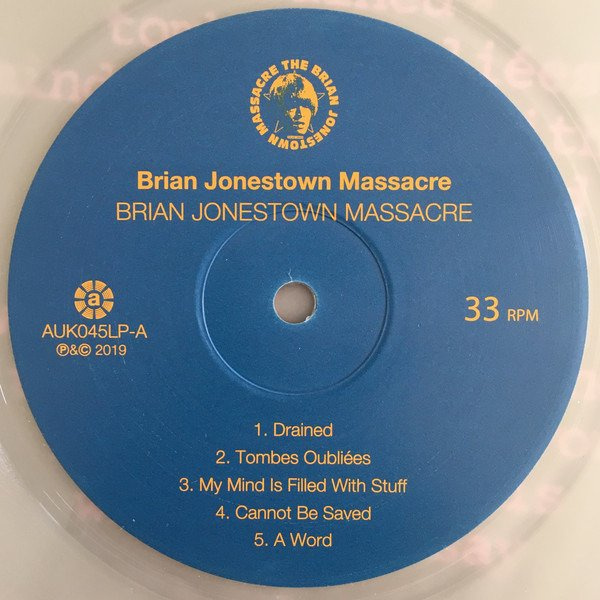 THE BRIAN JONESTOWN MASSACRE
Brian Jonestown Massacre
BRIAN JONESTOWN MASSACRE
a
AUK045LP-A
℗&© 2019
33 RPM
1. Drained
2. Tombes Oubliées
3. My Mind Is Filled With Stuff
4. Cannot Be Saved
5. A Word